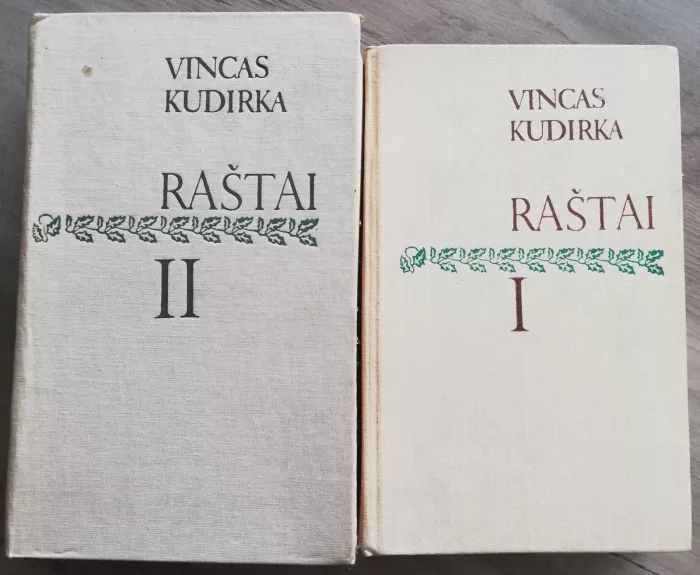 VINCAS
KUDIRKA
RAŠTAI
II
VINCAS
KUDIRKA
RAŠTAI
I